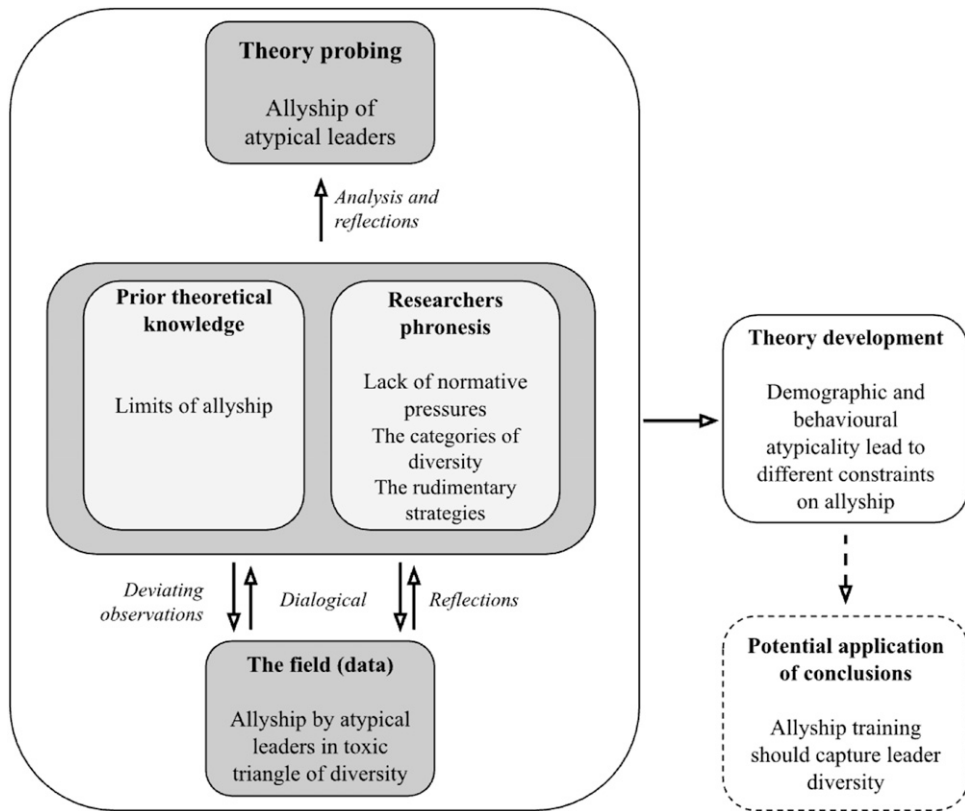 Theory probing
Allyship of
atypical leaders
Analysis and
reflections
Prior theoretical
knowledge
Limits of allyship
Researchers
phronesis
Lack of normative
pressures
The categories of
diversity
The rudimentary
strategies
Deviating
observations
Dialogical
Reflections
The field (data)
Allyship by atypical
leaders in toxic
triangle of diversity
Theory development
Demographic and
behavioural
atypicality lead to
different constraints
on allyship
Potential application
of conclusions
Allyship training
should capture leader
diversity